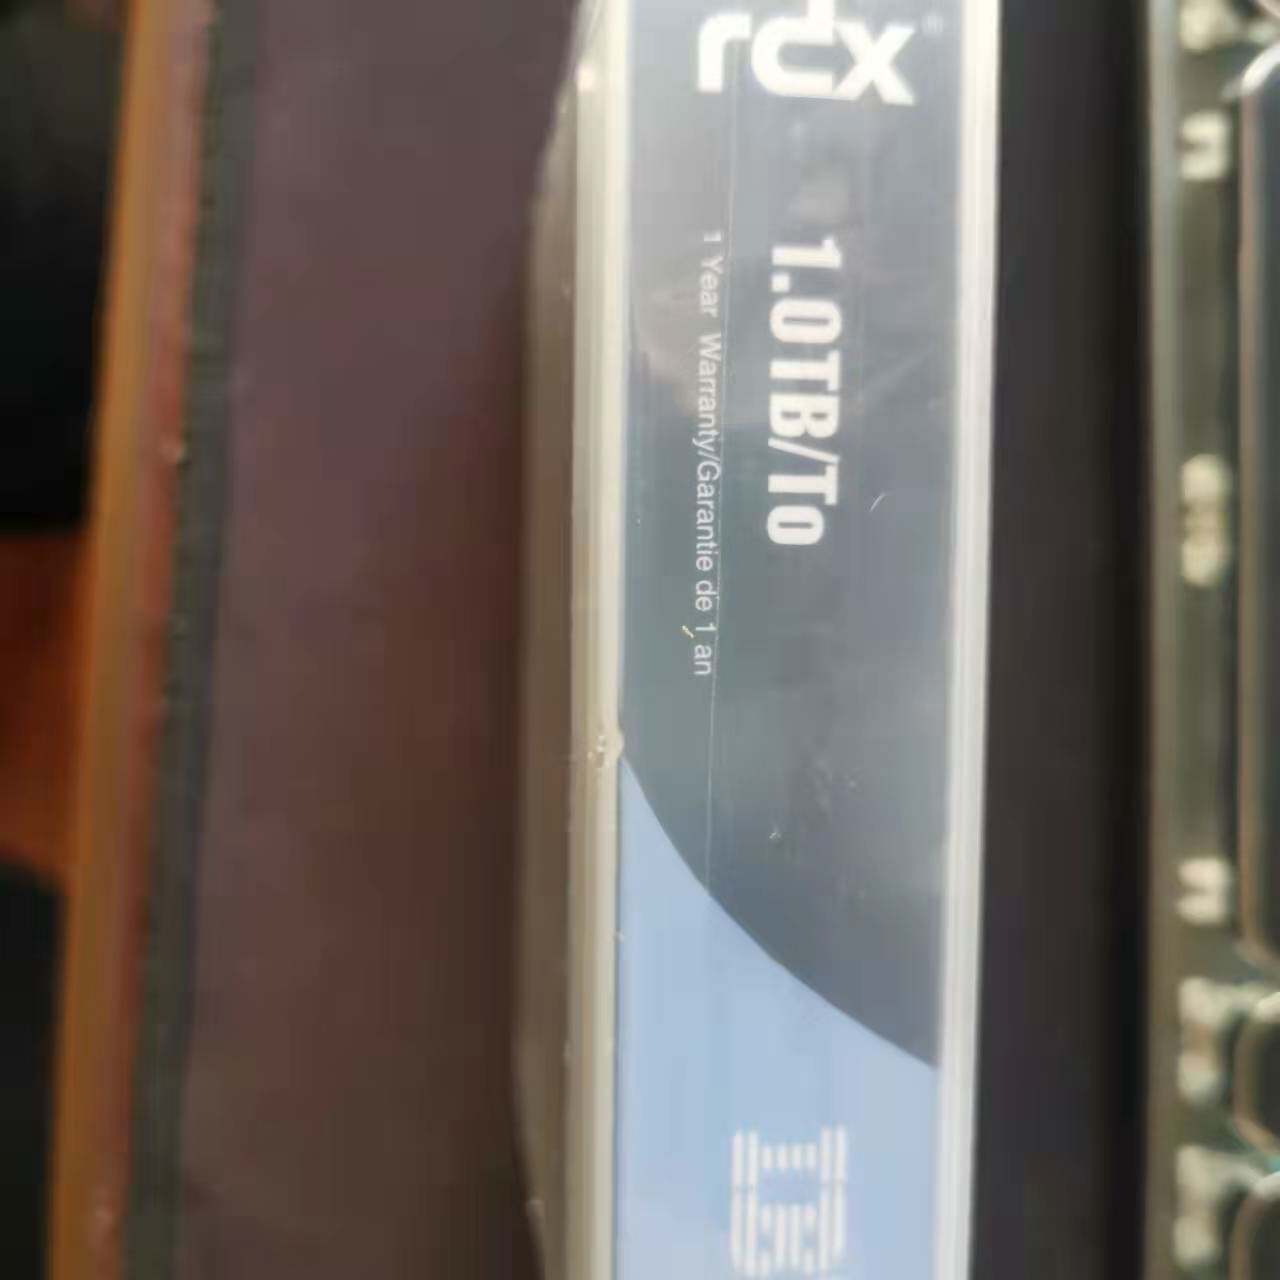 rdx®
1.0TB/To
1 Year Warranty/Garantie de 1 an